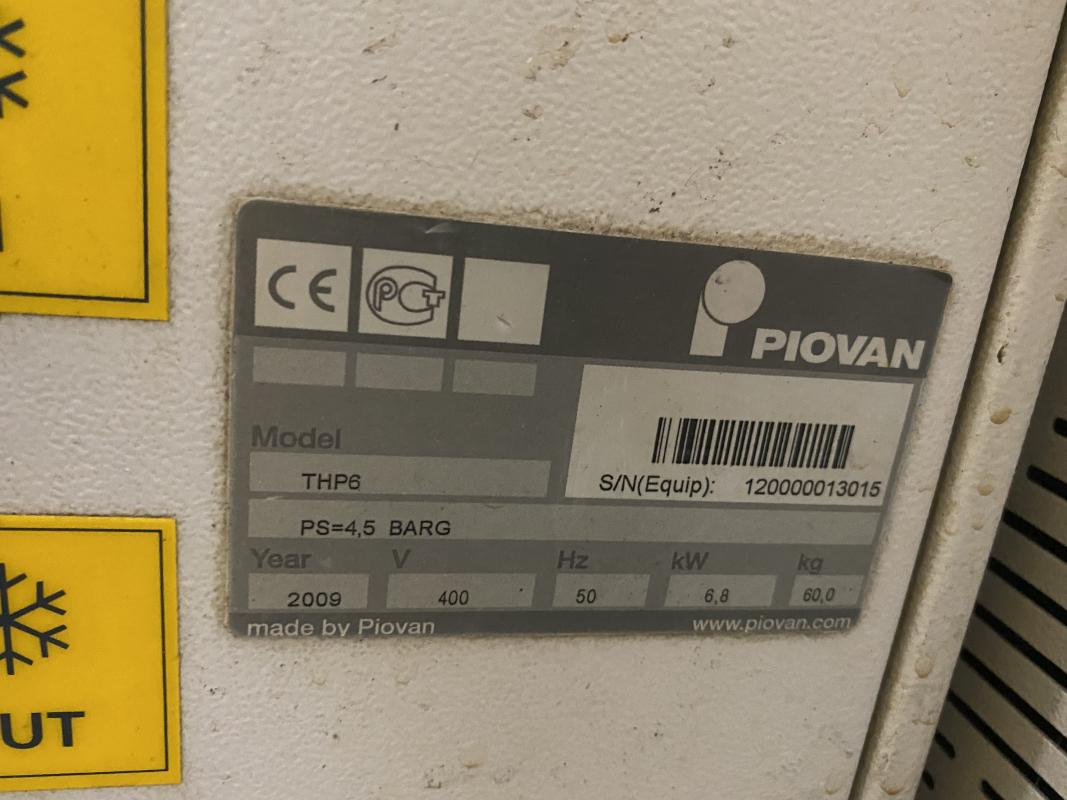 CE PCT
PIOVAN
Model
THP6
S/N(Equip): 120000013015
PS=4,5 BARG
Year V Hz kW kg
2009 400 50 6,8 60,0
made by Piovan www.piovan.com
UT